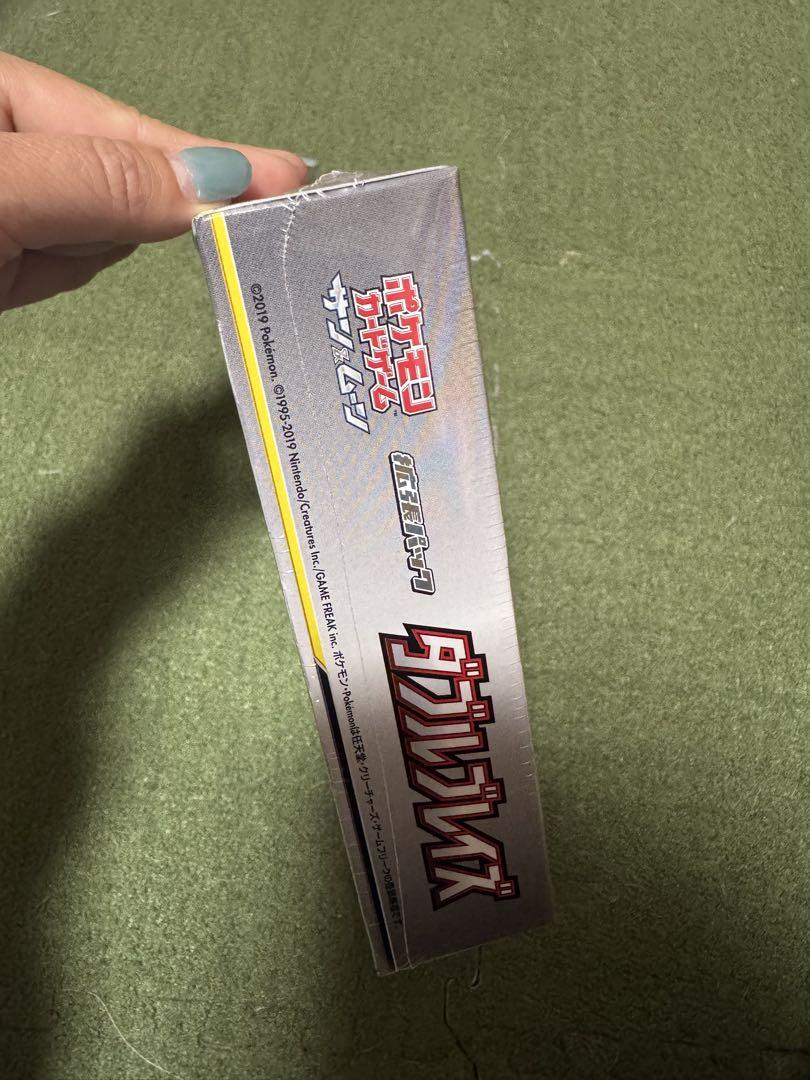 ポケモン
カードゲーム™
サン&ムーン
拡張パック
ダブルブレイズ
©2019 Pokémon. ©1995-2019 Nintendo/Creatures Inc./GAME FREAK inc. ポケモン・Pokémonは任天堂・クリーチャーズ・ゲームフリークの登録商標です。